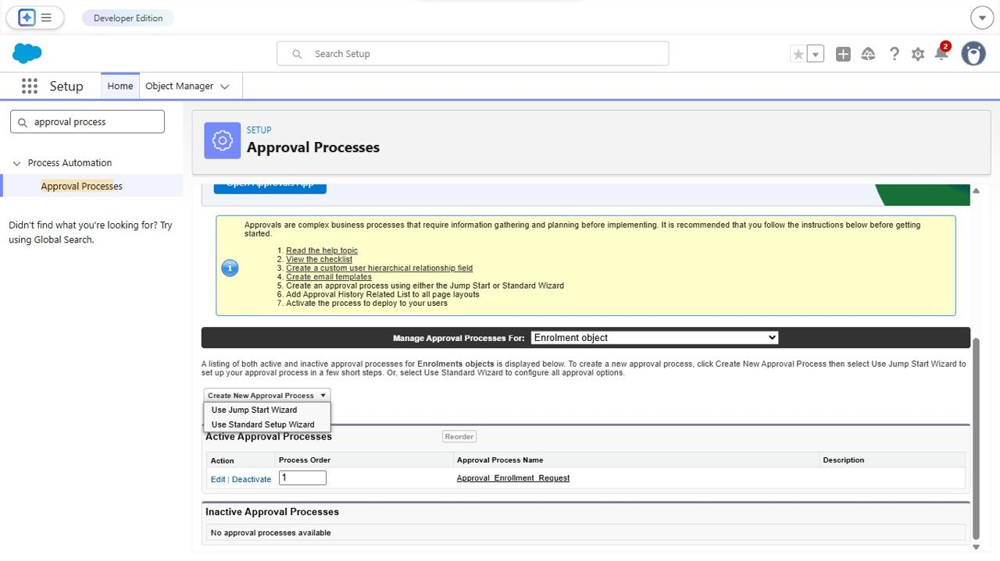 Developer Edition
Search Setup
2
Setup
Home
Object Manager
approval process
Process Automation
Approval Processes
Didn't find what you're looking for? Try
using Global Search.
SETUP
Approval Processes
Open Approvals App
Approvals are complex business processes that require information gathering and planning before implementing. It is recommended that you follow the instructions below before getting
started.
1. Read the help topic
2. View the checklist
3. Create a custom user hierarchical relationship field
4. Create email templates
5. Create an approval process using either the Jump Start or Standard Wizard
6. Add Approval History Related List to all page layouts
7. Activate the process to deploy to your users
Manage Approval Processes For: Enrolment object
A listing of both active and inactive approval processes for Enrolments objects is displayed below. To create a new approval process, click Create New Approval Process then select Use Jump Start Wizard to
set up your approval process in a few short steps. Or, select Use Standard Wizard to configure all approval options.
Create New Approval Process
Use Jump Start Wizard
Use Standard Setup Wizard
Active Approval Processes Reorder
Action Process Order Approval Process Name Description
Edit | Deactivate 1 Approval_Enrollment_Request
Inactive Approval Processes
No approval processes available